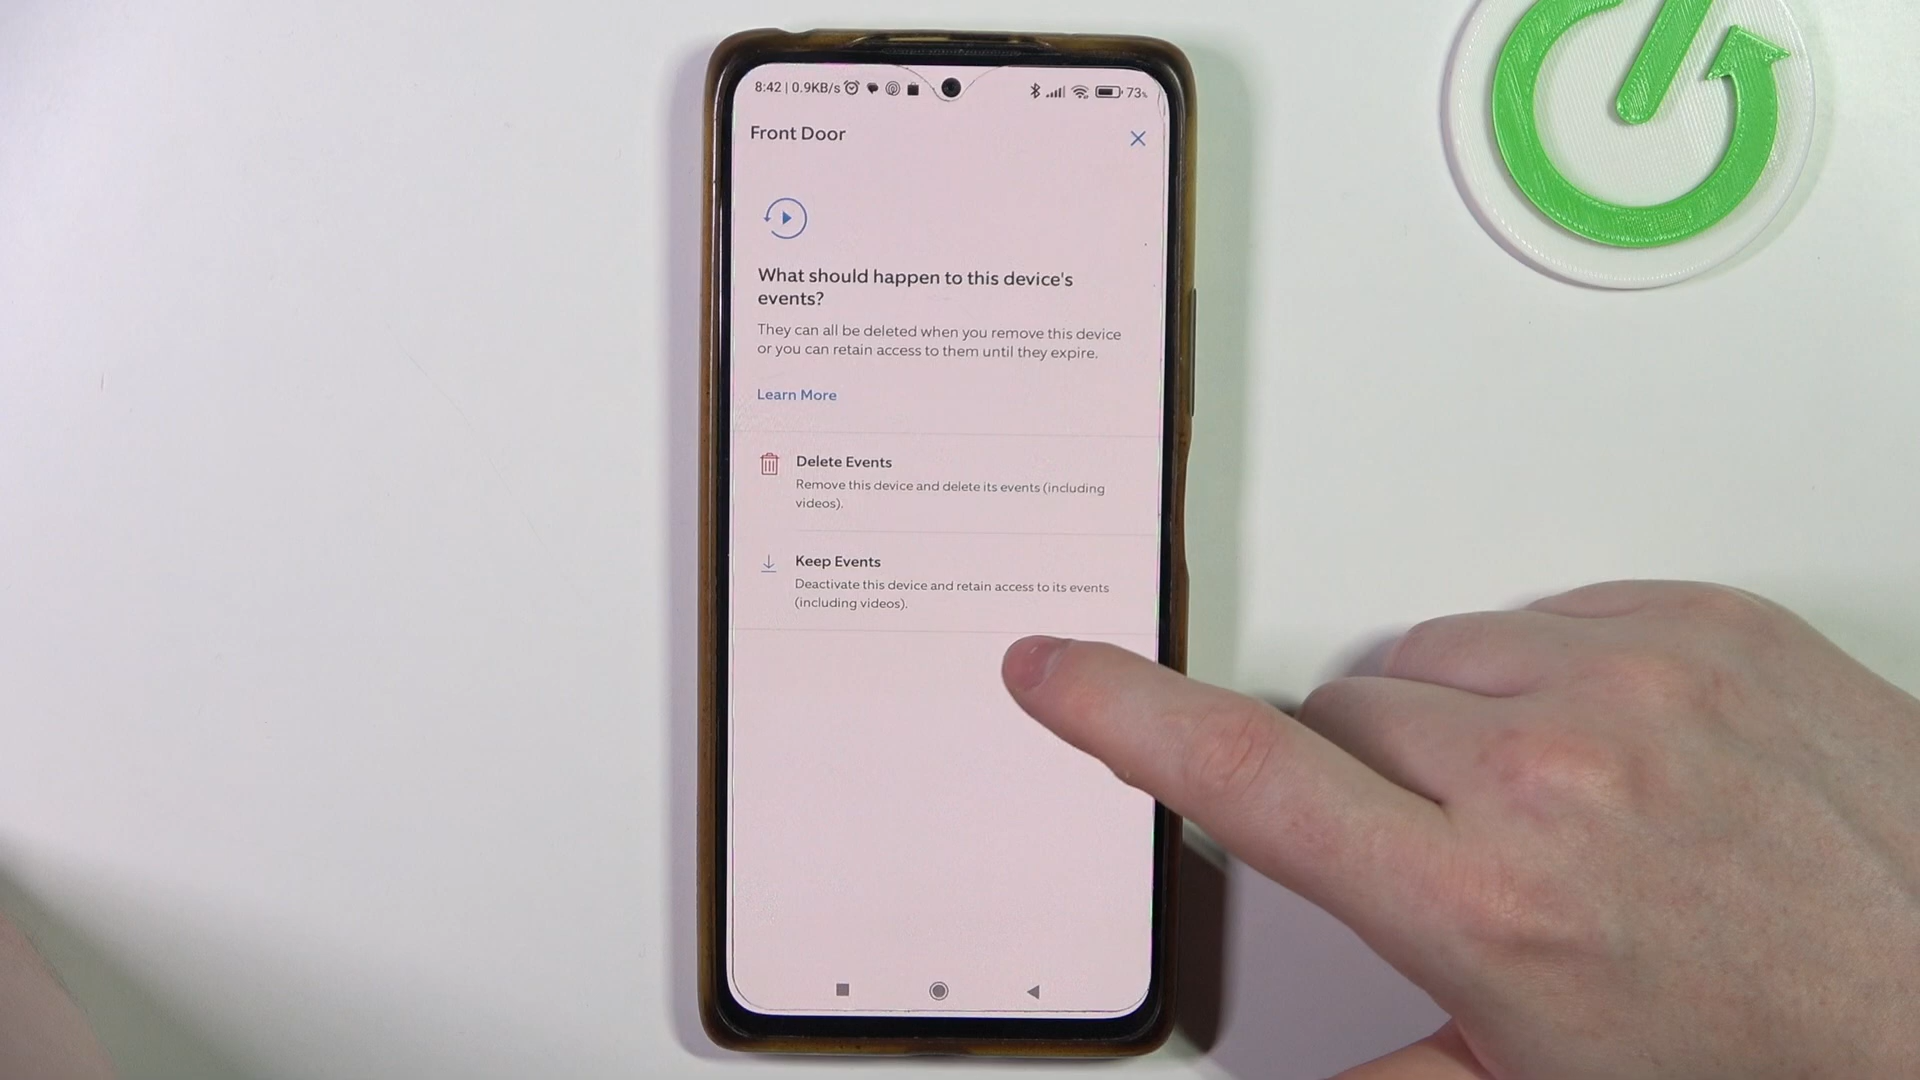 8:42 | 0.9KB/s
73%
Front Door
What should happen to this device's
events?
They can all be deleted when you remove this device
or you can retain access to them until they expire.
Learn More
Delete Events
Remove this device and delete its events (including
videos).
Keep Events
Deactivate this device and retain access to its events
(including videos).